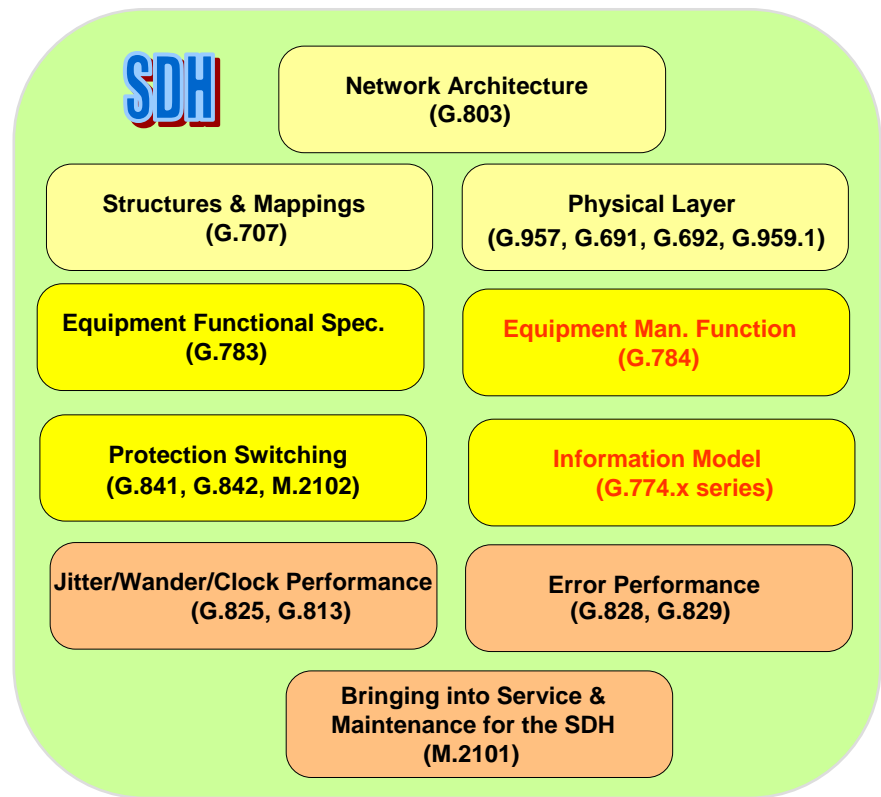 SDH
Network Architecture
(G.803)
Structures & Mappings
(G.707)
Physical Layer
(G.957, G.691, G.692, G.959.1)
Equipment Functional Spec.
(G.783)
Equipment Man. Function
(G.784)
Protection Switching
(G.841, G.842, M.2102)
Information Model
(G.774.x series)
Jitter/Wander/Clock Performance
(G.825, G.813)
Error Performance
(G.828, G.829)
Bringing into Service &
Maintenance for the SDH
(M.2101)